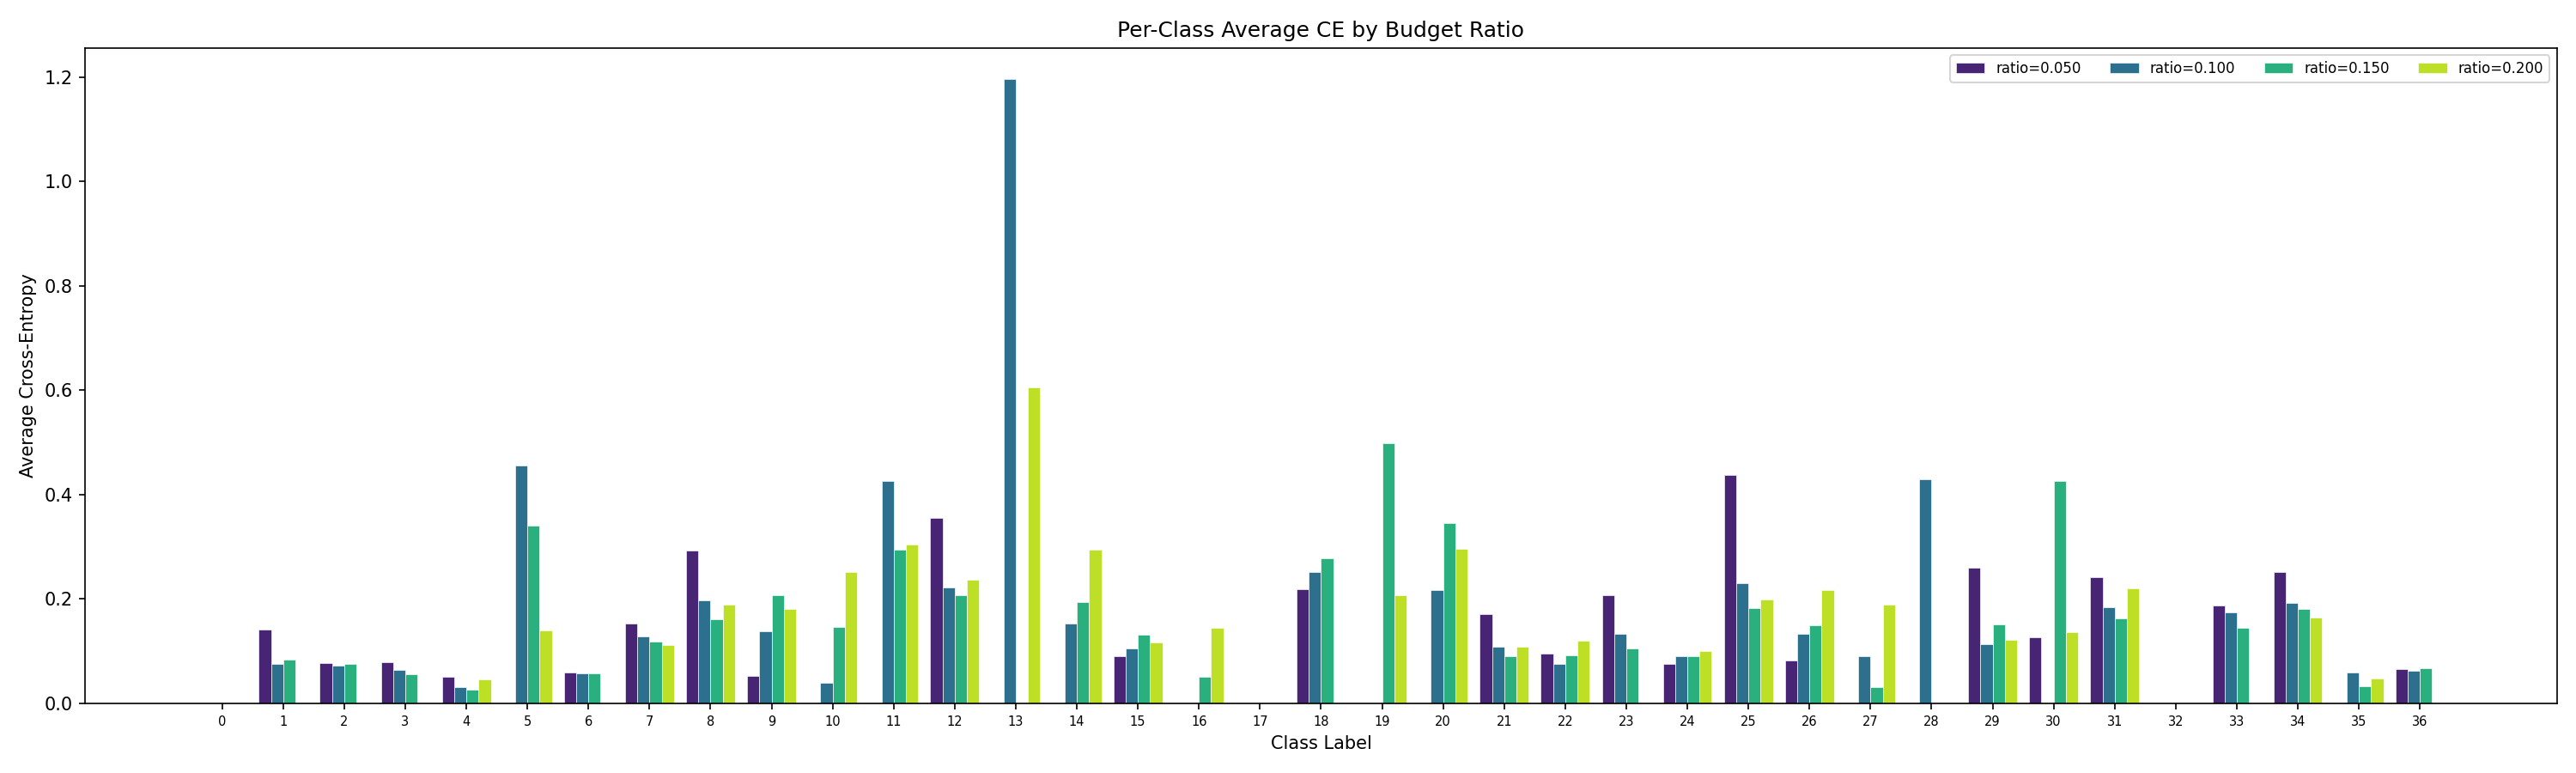 Per-Class Average CE by Budget Ratio
ratio=0.050 ratio=0.100 ratio=0.150 ratio=0.200
Average Cross-Entropy
1.2
1.0
0.8
0.6
0.4
0.2
0.0
0 1 2 3 4 5 6 7 8 9 10 11 12 13 14 15 16 17 18 19 20 21 22 23 24 25 26 27 28 29 30 31 32 33 34 35 36
Class Label